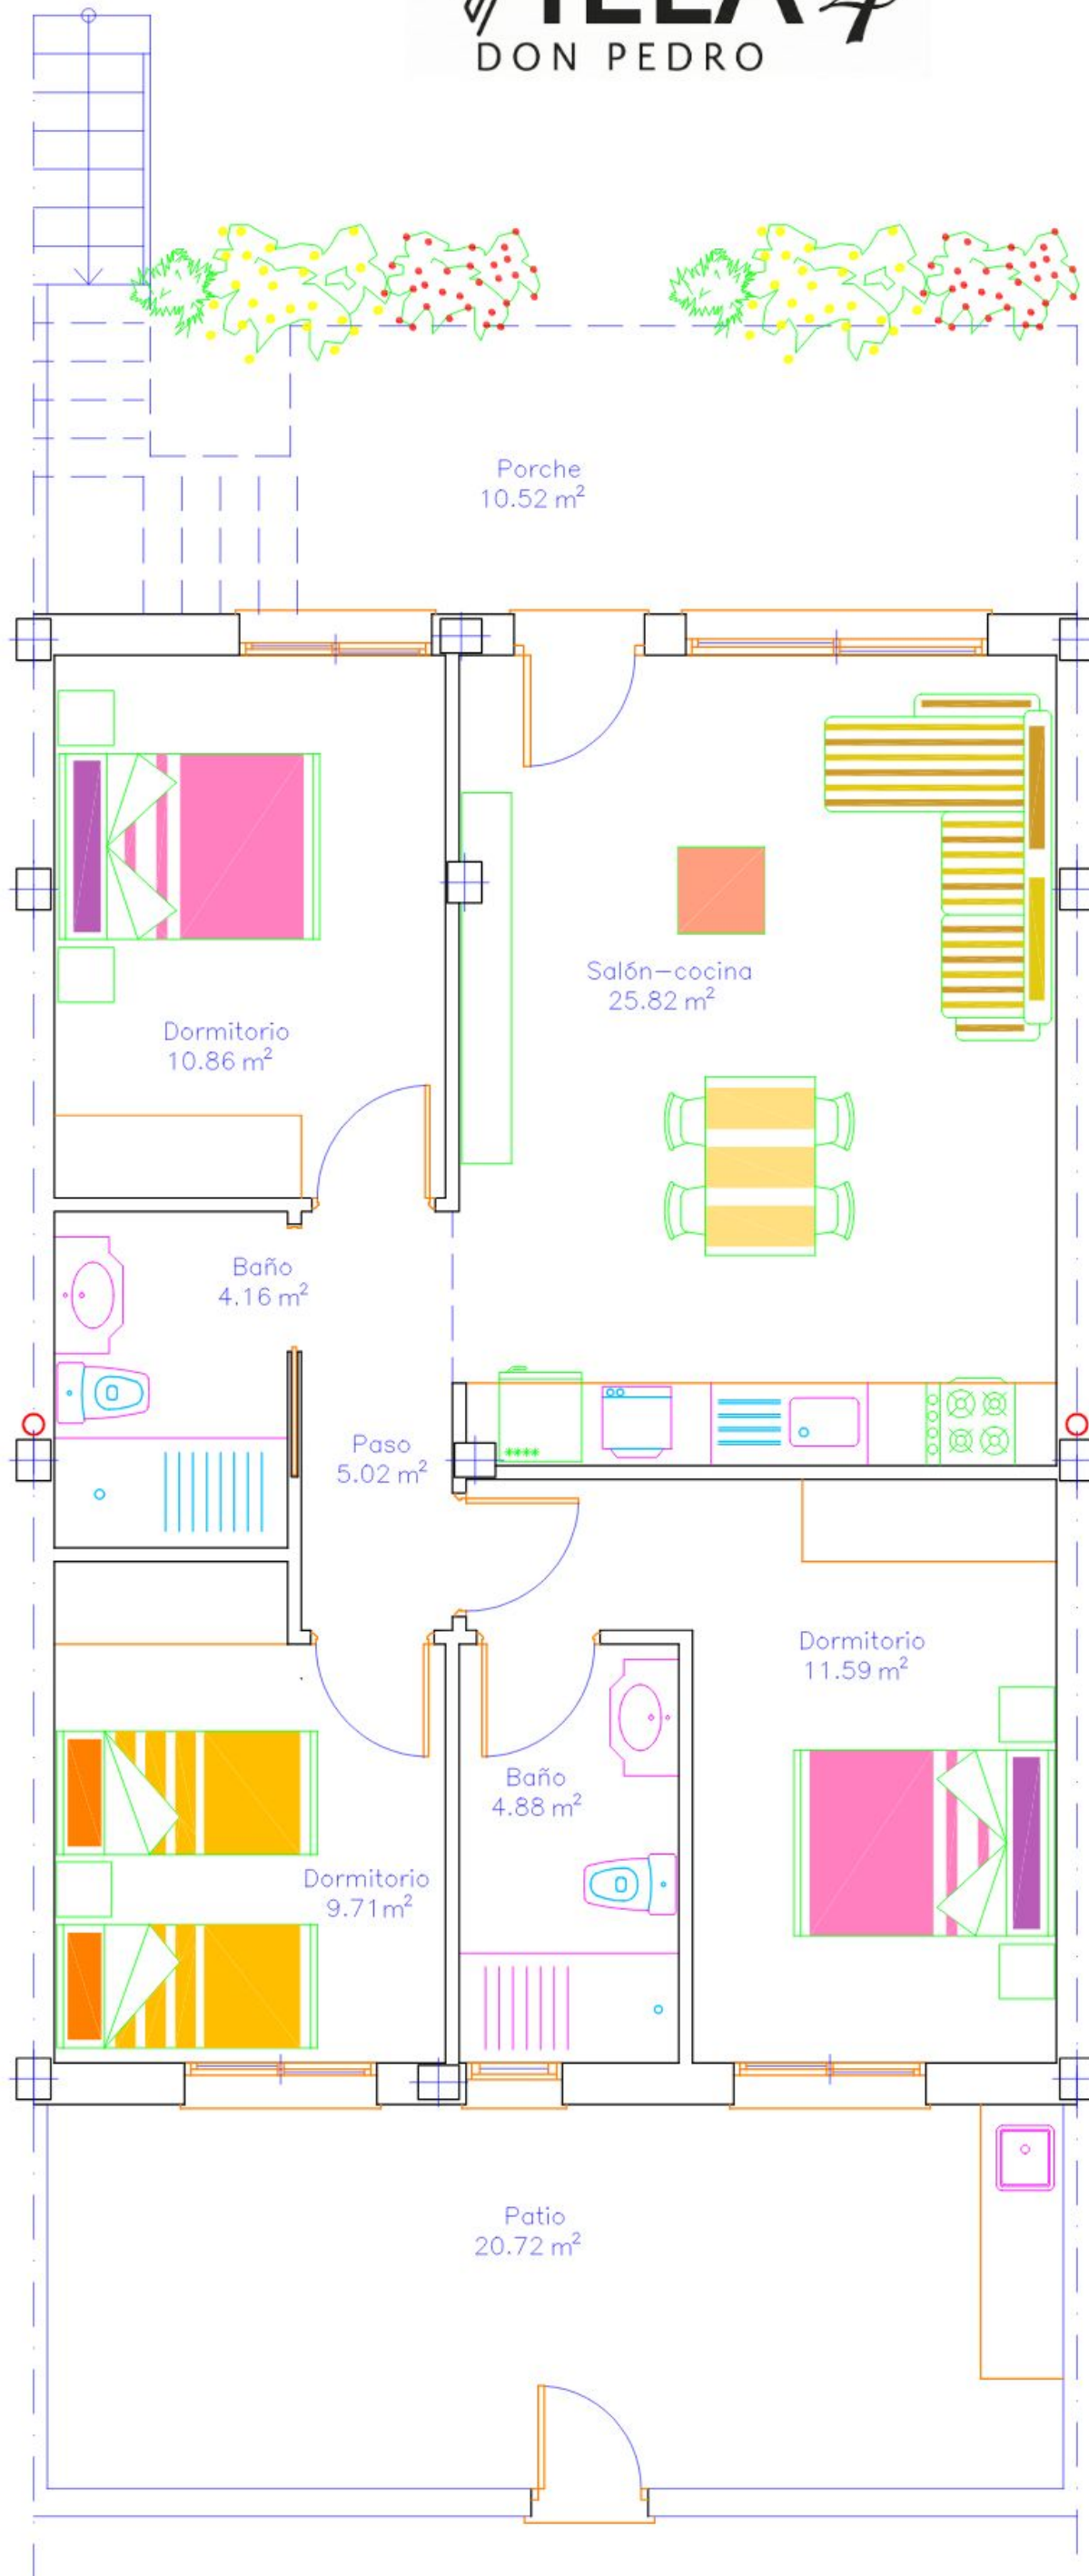 DON PEDRO
Porche
10.52 m²
Salón-cocina
25.82 m²
Dormitorio
10.86 m²
Baño
4.16 m²
Paso
5.02 m²
Dormitorio
11.59 m²
Baño
4.88 m²
Dormitorio
9.71m²
Patio
20.72 m²